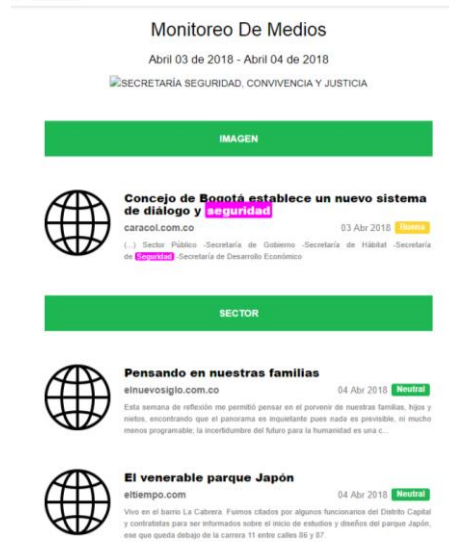 Monitoreo De Medios
Abril 03 de 2018 - Abril 04 de 2018
SECRETARÍA SEGURIDAD, CONVIVENCIA Y JUSTICIA
IMAGEN
Concejo de Bogotá establece un nuevo sistema
de diálogo y seguridad
caracol.com.co 03 Abr 2018 Buena
(...) Sector Público -Secretaría de Gobierno -Secretaría de Hábitat -Secretaría
de Seguridad -Secretaría de Desarrollo Económico
SECTOR
Pensando en nuestras familias
elnuevosiglo.com.co 04 Abr 2018 Neutral
Esta semana de reflexión me permitió pensar en el porvenir de nuestras familias, hijos y
nietos, encontrando que el panorama es inquietante pues nada es previsible, ni mucho
menos programable; la incertidumbre del futuro para la humanidad es una c...
El venerable parque Japón
eltiempo.com 04 Abr 2018 Neutral
Vivo en el barrio La Cabrera. Fuimos citados por algunos funcionarios del Distrito Capital
y contratistas para ser informados sobre el inicio de estudios y diseños del parque Japón,
ese que queda debajo de la carrera 11 entre calles 86 y 87.